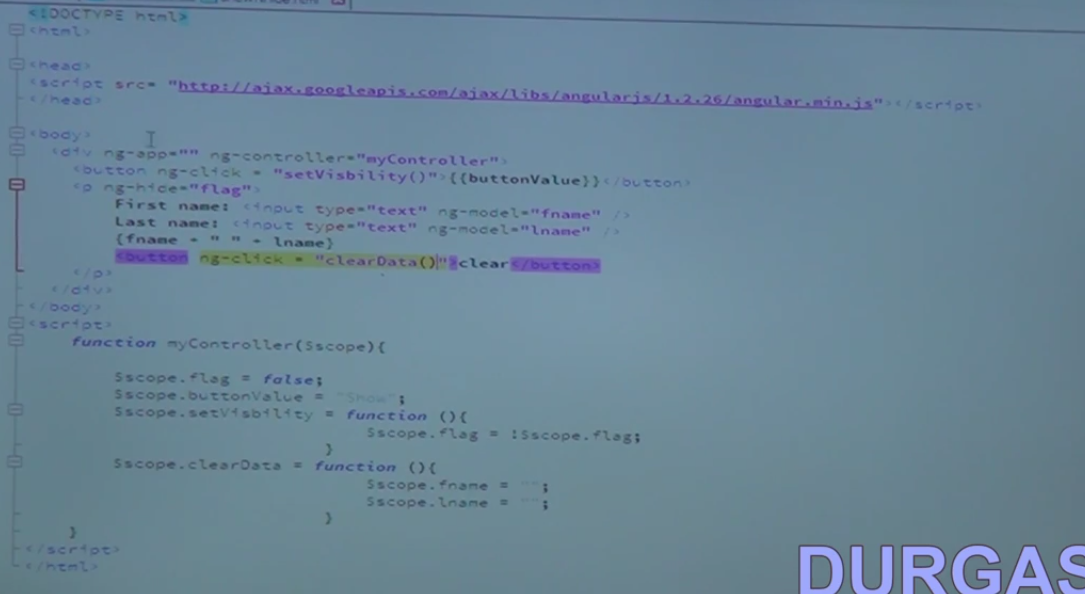 <!DOCTYPE html>
<html>
<head>
<script src= "http://ajax.googleapis.com/ajax/libs/angularjs/1.2.26/angular.min.js"></script>
</head>
<body>
<div ng-app="" ng-controller="myController">
<button ng-click = "setVisbility()">{{buttonValue}}</button>
<p ng-hide="flag">
First name: <input type="text" ng-model="fname" />
Last name: <input type="text" ng-model="lname" />
{fname + " " + lname}
<button ng-click = "clearData()">clear</button>
</p>
</div>
</body>
<script>
function myController($scope){
$scope.flag = false;
$scope.buttonValue = "Show";
$scope.setVisbility = function (){
$scope.flag = !$scope.flag;
}
$scope.clearData = function (){
$scope.fname = "";
$scope.lname = "";
}
}
</script>
</html>
DURGAS